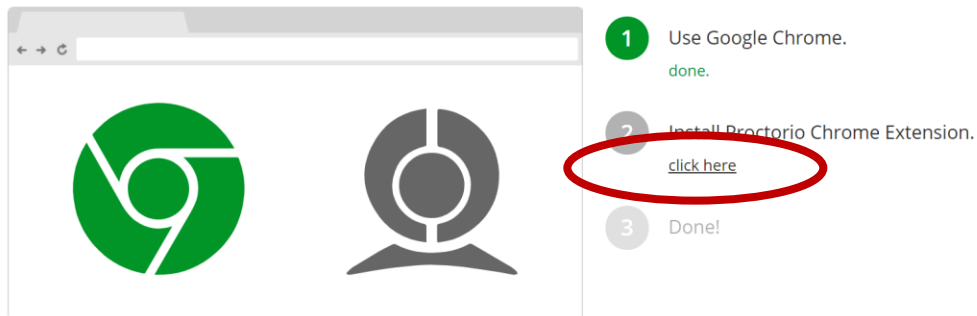 1 Use Google Chrome.
done.
2 Install Proctorio Chrome Extension.
click here
3 Done!